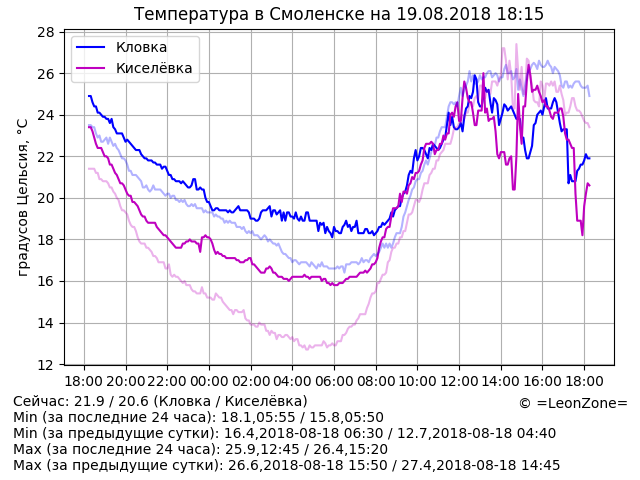 Температура в Смоленске на 19.08.2018 18:15
градусов Цельсия, °C
28
26
24
22
20
18
16
14
12
Кловка
Киселёвка
18:00 20:00 22:00 00:00 02:00 04:00 06:00 08:00 10:00 12:00 14:00 16:00 18:00
Сейчас: 21.9 / 20.6 (Кловка / Киселёвка)
© =LeonZone=
Min (за последние 24 часа): 18.1,05:55 / 15.8,05:50
Min (за предыдущие сутки): 16.4,2018-08-18 06:30 / 12.7,2018-08-18 04:40
Max (за последние 24 часа): 25.9,12:45 / 26.4,15:20
Max (за предыдущие сутки): 26.6,2018-08-18 15:50 / 27.4,2018-08-18 14:45